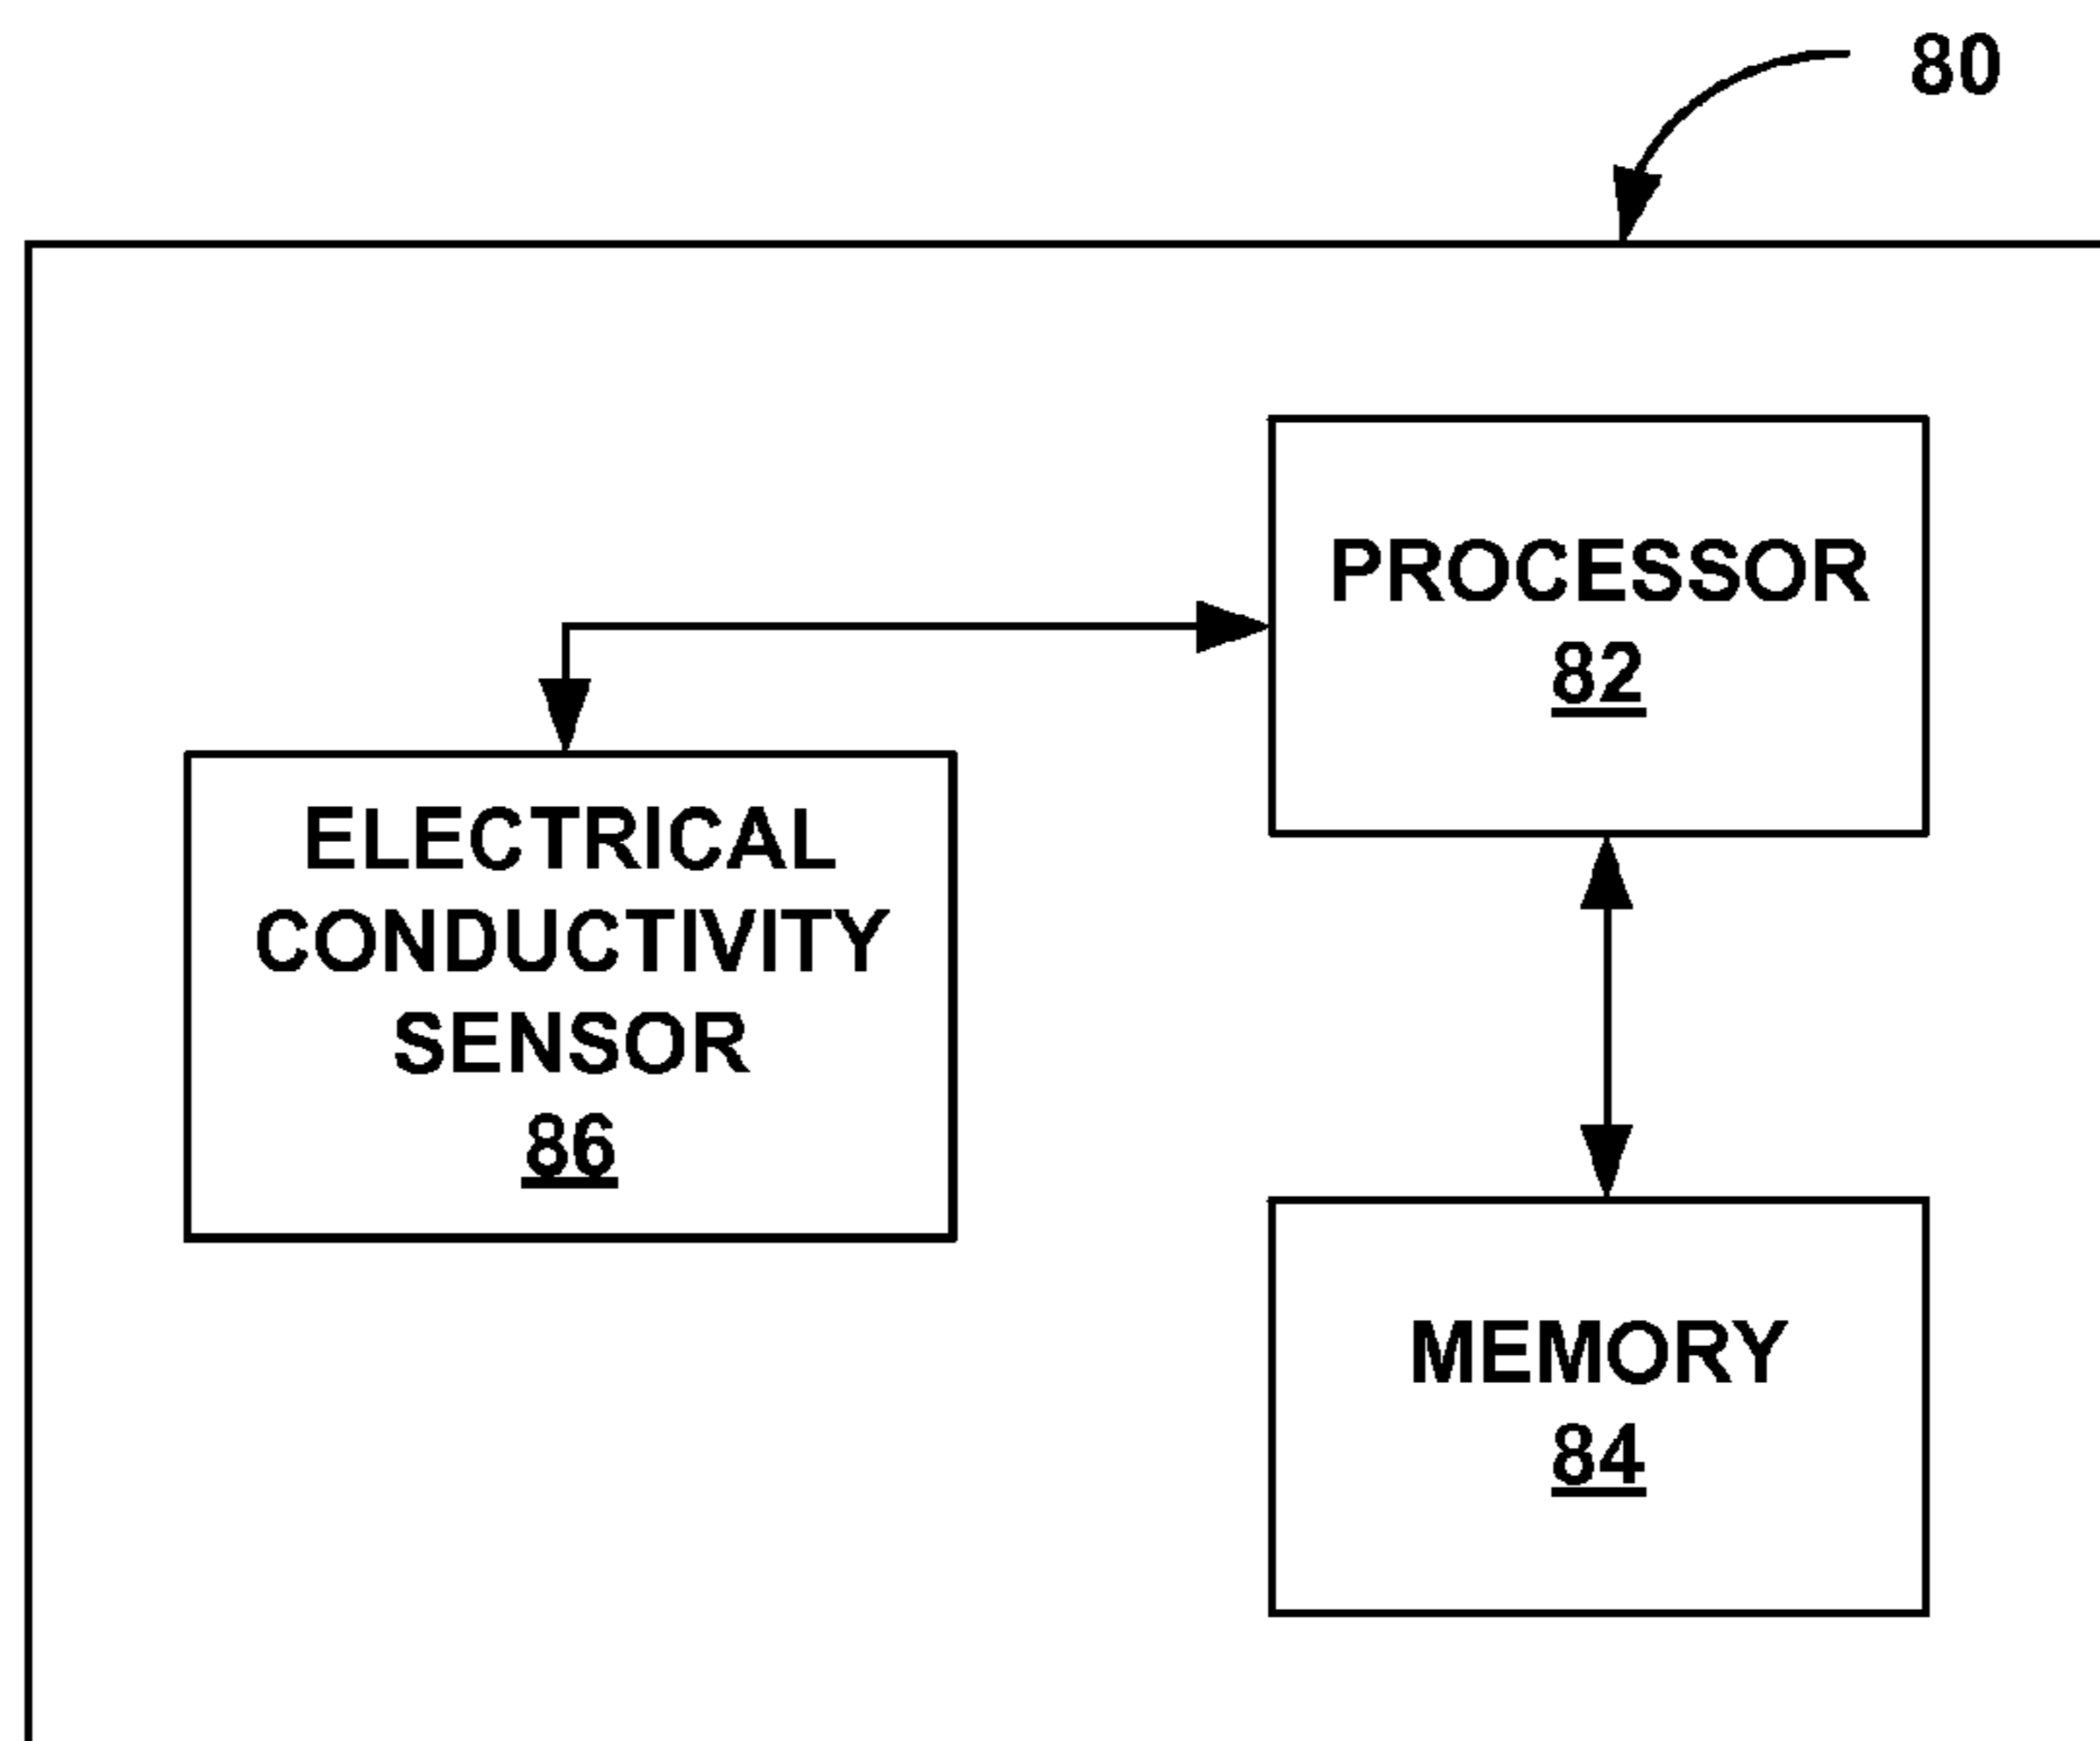 80
PROCESSOR
82
ELECTRICAL
CONDUCTIVITY
SENSOR
86
MEMORY
84